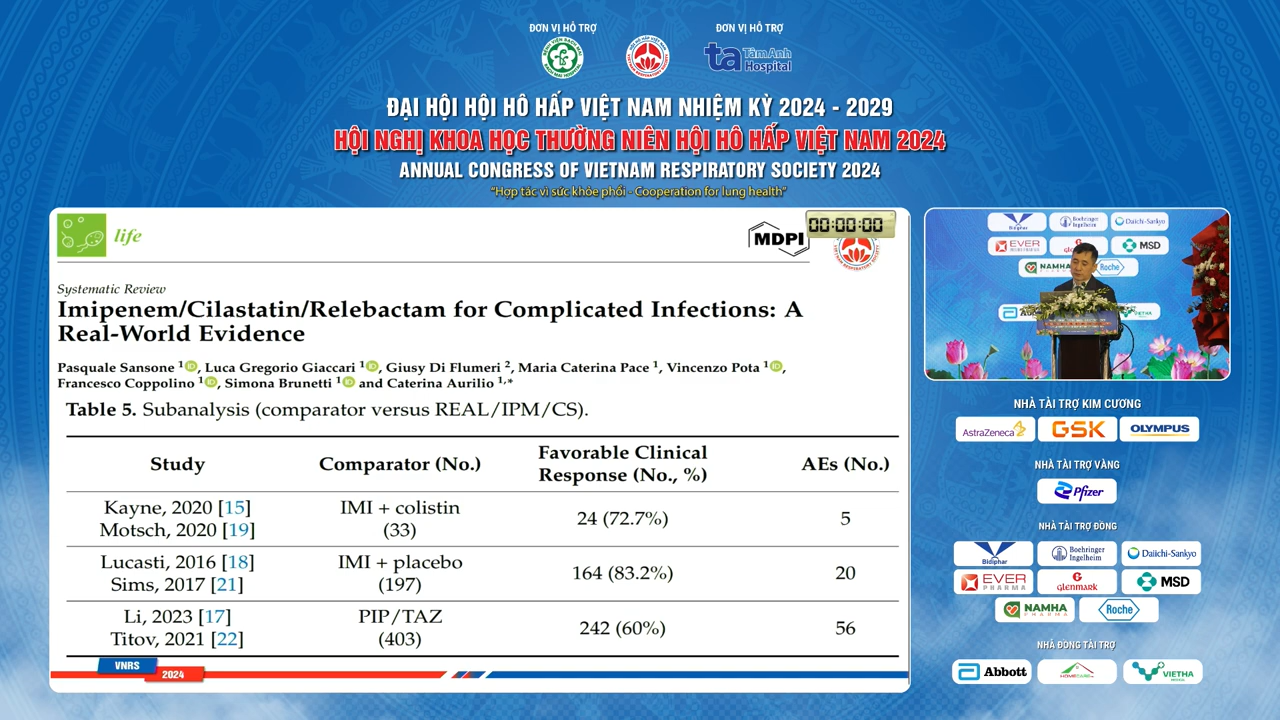 ĐƠN VỊ HỖ TRỢ
ĐƠN VỊ HỖ TRỢ
ta TâmAnh Hospital
ĐẠI HỘI HỘI HÔ HẤP VIỆT NAM NHIỆM KỲ 2024 - 2029
HỘI NGHỊ KHOA HỌC THƯỜNG NIÊN HỘI HÔ HẤP VIỆT NAM 2024
ANNUAL CONGRESS OF VIETNAM RESPIRATORY SOCIETY 2024
“Hợp tác vì sức khỏe phổi - Cooperation for lung health”
life
MDPI
00:00:00
Systematic Review
Imipenem/Cilastatin/Relebactam for Complicated Infections: A
Real-World Evidence
Pasquale Sansone 1, Luca Gregorio Giaccari 1, Giusy Di Flumeri 2, Maria Caterina Pace 1, Vincenzo Pota 1,
Francesco Coppolino 1, Simona Brunetti 1 and Caterina Aurilio 1,*
Table 5. Subanalysis (comparator versus REAL/IPM/CS).
Study Comparator (No.) Favorable Clinical Response (No., %) AEs (No.)
Kayne, 2020 [15]
Motsch, 2020 [19]
IMI + colistin
(33)
24 (72.7%)
5
Lucasti, 2016 [18]
Sims, 2017 [21]
IMI + placebo
(197)
164 (83.2%)
20
Li, 2023 [17]
Titov, 2021 [22]
PIP/TAZ
(403)
242 (60%)
56
VNRS
2024
Bidiphar
Boehringer Ingelheim
Daiichi-Sankyo
EVER
MSD
NAMHA
Roche
NHÀ TÀI TRỢ KIM CƯƠNG
AstraZeneca
GSK
OLYMPUS
NHÀ TÀI TRỢ VÀNG
Pfizer
NHÀ TÀI TRỢ ĐỒNG
Bidiphar
Boehringer Ingelheim
Daiichi-Sankyo
EVER PHARMA
GLENMARK
MSD
NAMHA PHARMA
Roche
NHÀ ĐỒNG TÀI TRỢ
Abbott
HOMECARE
VIETHA